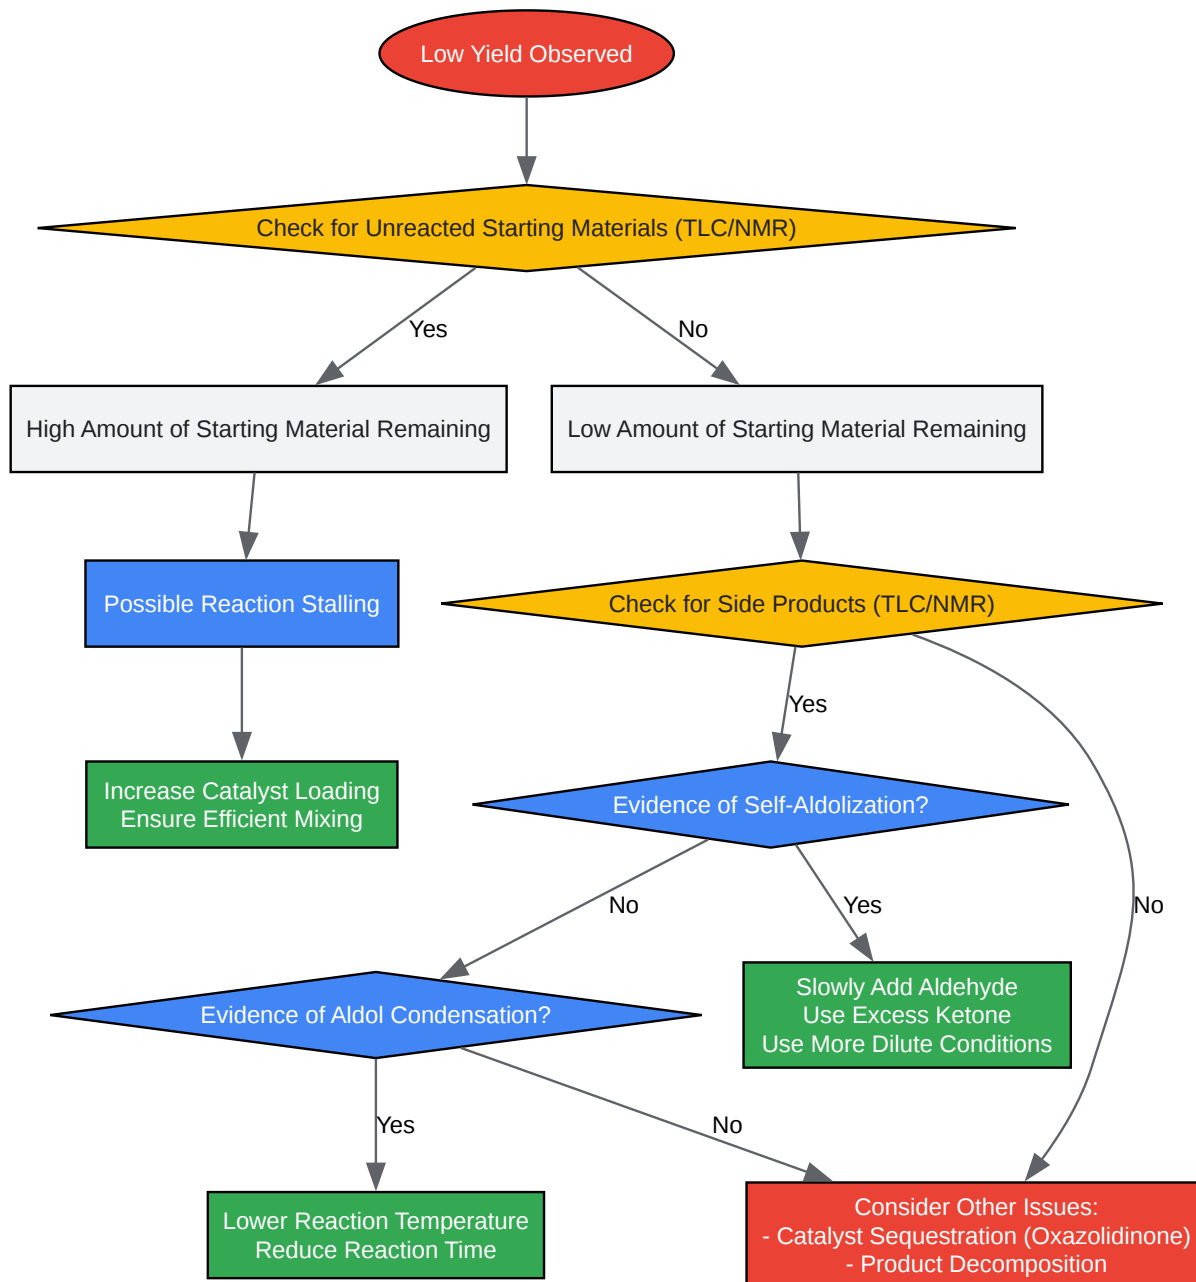 Low Yield Observed
Check for Unreacted Starting Materials (TLC/NMR)
Yes
No
High Amount of Starting Material Remaining
Low Amount of Starting Material Remaining
Possible Reaction Stalling
Check for Side Products (TLC/NMR)
Yes
Increase Catalyst Loading
Ensure Efficient Mixing
Evidence of Self-Aldolization?
No
Yes
No
Slowly Add Aldehyde
Use Excess Ketone
Use More Dilute Conditions
Evidence of Aldol Condensation?
Yes
No
Lower Reaction Temperature
Reduce Reaction Time
Consider Other Issues:
- Catalyst Sequestration (Oxazolidinone)
- Product Decomposition